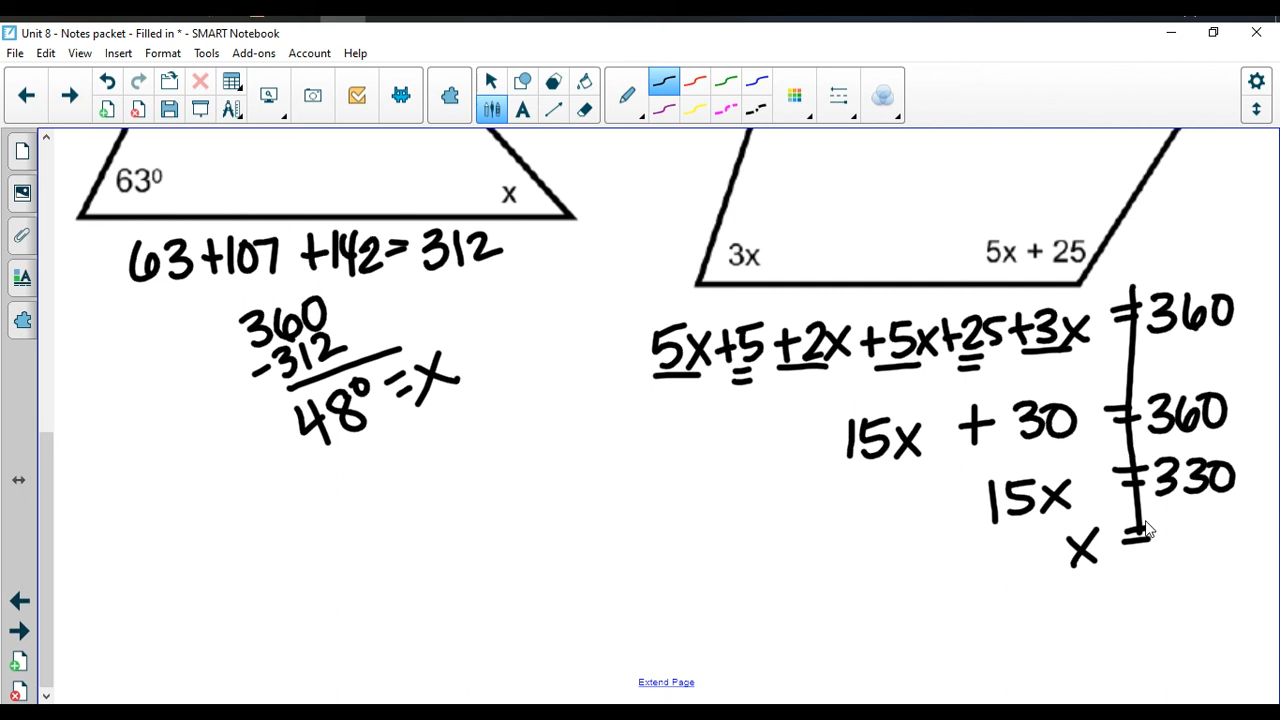 Unit 8 - Notes packet - Filled in * - SMART Notebook
File Edit View Insert Format Tools Add-ons Account Help
63⁰ x
63+107 +142=312
360
-312
48° = x
3x 5x + 25
5x+5+2x+5x+25+3x = 360
15x + 30 = 360
15x = 330
x =
Extend Page